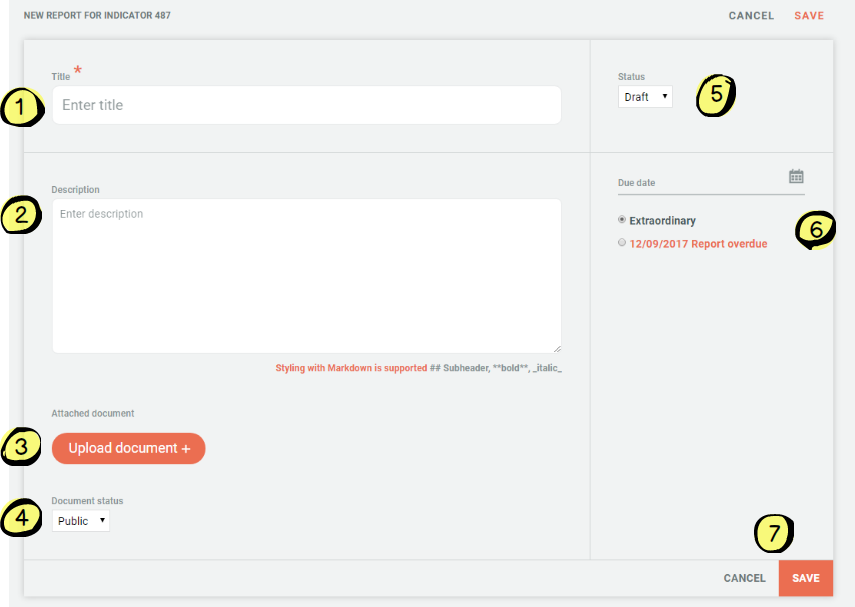 NEW REPORT FOR INDICATOR 487
CANCEL SAVE
Title *
1
Enter title
Status
Draft
5
2
Description
Enter description
Styling with Markdown is supported ## Subheader, **bold**, _italic_
Due date
Extraordinary
12/09/2017 Report overdue
6
Attached document
3
Upload document +
4
Document status
Public
7
CANCEL SAVE